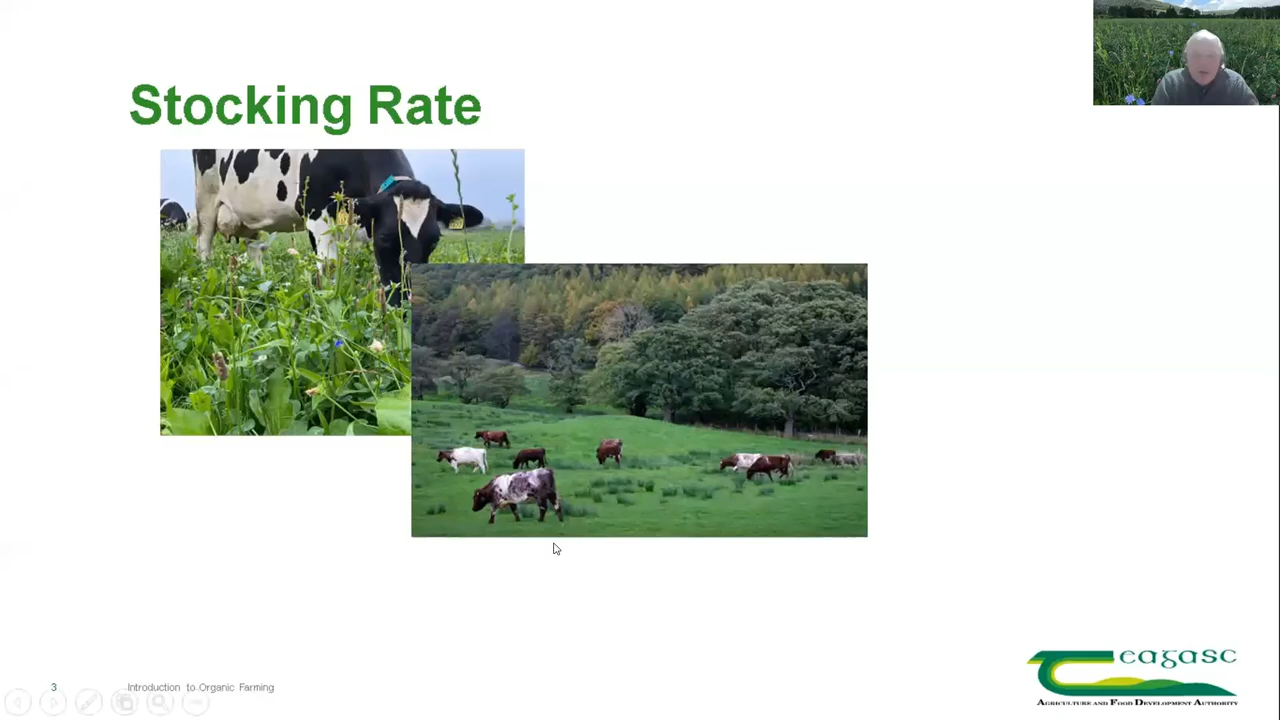 Stocking Rate
3
Introduction to Organic Farming
Teagasc
AGRICULTURE AND FOOD DEVELOPMENT AUTHORITY